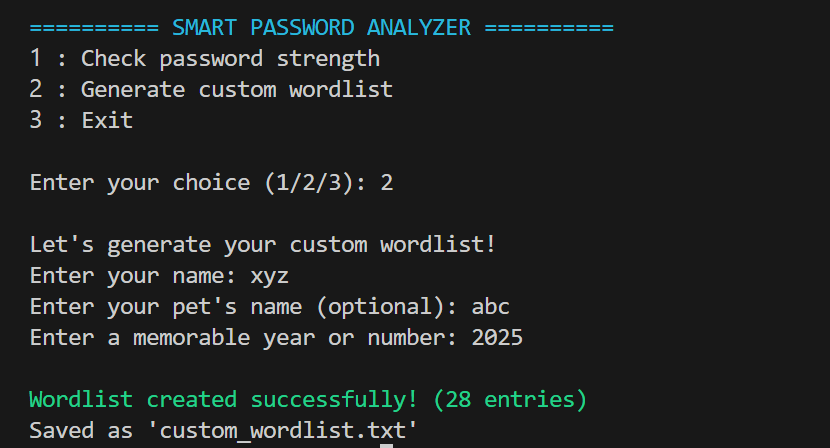 ========== SMART PASSWORD ANALYZER ==========
1 : Check password strength
2 : Generate custom wordlist
3 : Exit
Enter your choice (1/2/3): 2
Let's generate your custom wordlist!
Enter your name: xyz
Enter your pet's name (optional): abc
Enter a memorable year or number: 2025
Wordlist created successfully! (28 entries)
Saved as 'custom_wordlist.txt'